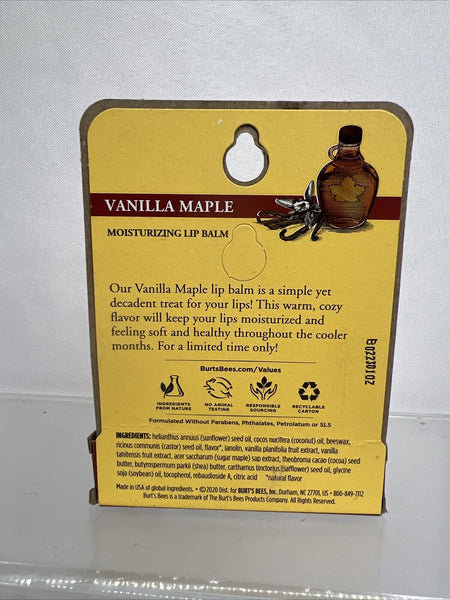 VANILLA MAPLE
MOISTURIZING LIP BALM
Our Vanilla Maple lip balm is a simple yet
decadent treat for your lips! This warm, cozy
flavor will keep your lips moisturized and
feeling soft and healthy throughout the cooler
months. For a limited time only!
BurtsBees.com/Values
INGREDIENTS
FROM NATURE
NO ANIMAL
TESTING
RESPONSIBLE
SOURCING
RECYCLABLE
CARTON
Formulated Without Parabens, Phthalates, Petrolatum or SLS
INGREDIENTS: helianthus annuus (sunflower) seed oil, cocos nucifera (coconut) oil, beeswax,
ricinus communis (castor) seed oil, flavor*, lanolin, vanilla planifolia fruit extract, vanilla
tahitensis fruit extract, acer saccharum (sugar maple) sap extract, theobroma cacao (cocoa) seed
butter, butyrospermum parkii (shea) butter, carthamus tinctorius (safflower) seed oil, glycine
soja (soybean) oil, tocopherol, rebaudioside A, citric acid *natural flavor
Made in USA of global ingredients. • ©2020 Dist. for BURT'S BEES, INC. Durham, NC 27701, US • 800-849-7112
Burt's Bees is a trademark of The Burt's Bees Products Company. All Rights Reserved.